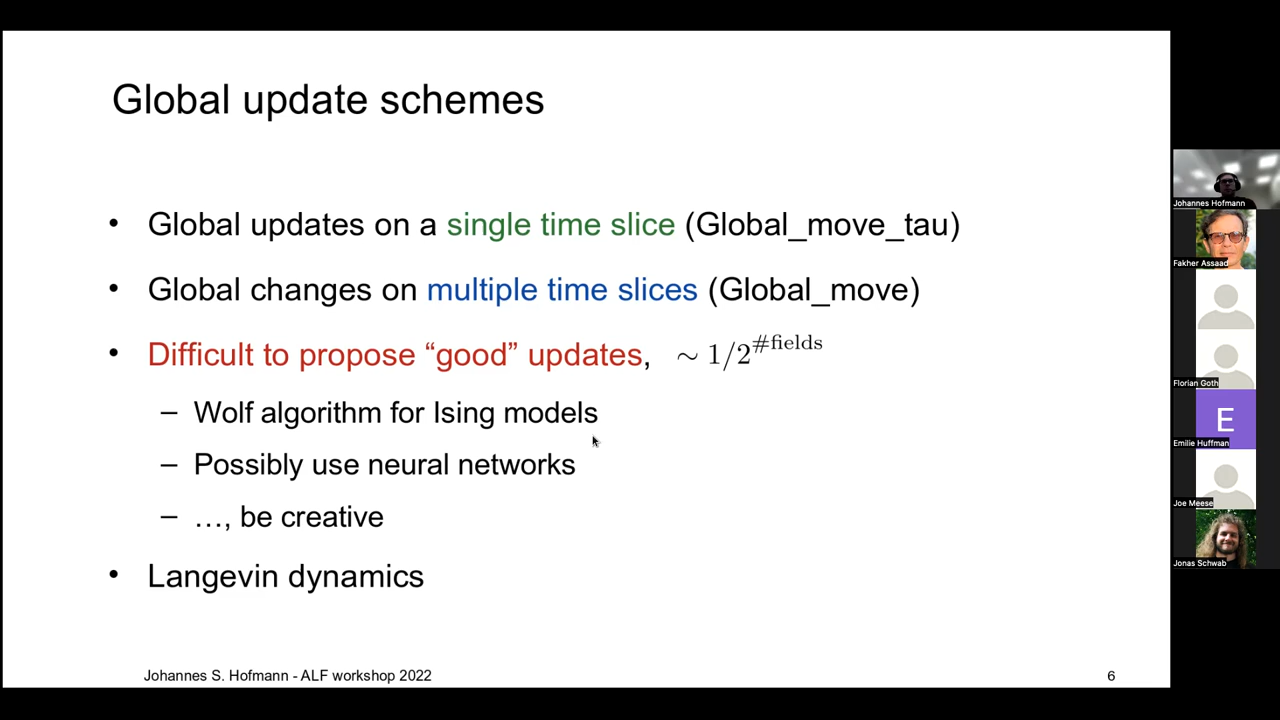 Global update schemes
• Global updates on a single time slice (Global_move_tau)
• Global changes on multiple time slices (Global_move)
• Difficult to propose “good” updates, ∼ 1/2^#fields
– Wolf algorithm for Ising models
– Possibly use neural networks
– …, be creative
• Langevin dynamics
Johannes S. Hofmann - ALF workshop 2022
6
Johannes Hofmann
Fakher Assaad
Florian Goth
E
Emilie Huffman
Joe Meese
Jonas Schwab